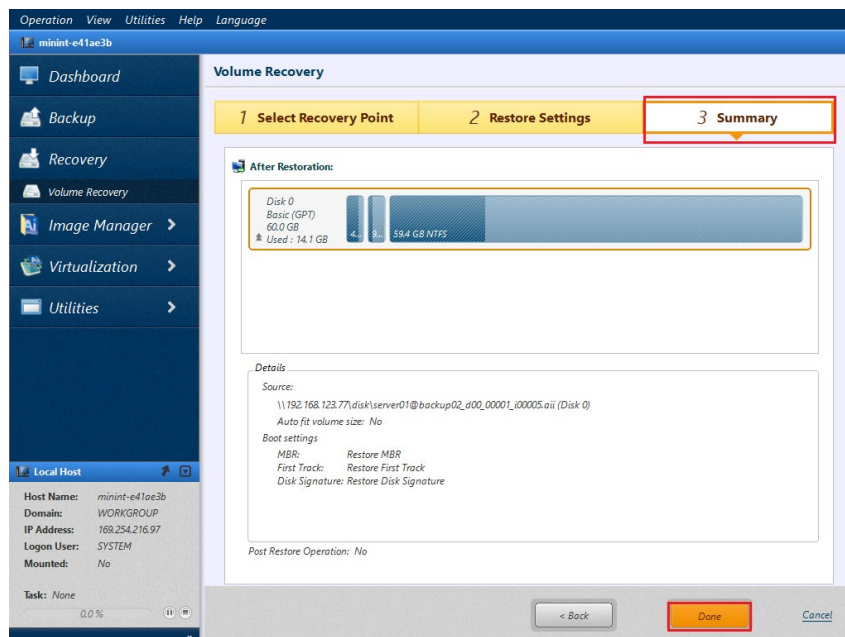 Operation View Utilities Help Language
minint-e41ae3b
Dashboard
Backup
Recovery
Volume Recovery
Image Manager
Virtualization
Utilities
Volume Recovery
1 Select Recovery Point
2 Restore Settings
3 Summary
After Restoration:
Disk 0
Basic (GPT)
60.0 GB
Used : 14.1 GB
4...
9...
59.4 GB NTFS
Details
Source:
\\192.168.123.77\disk\server01@backup02_d00_00001_i00005.aii (Disk 0)
Auto fit volume size: No
Boot settings
MBR: Restore MBR
First Track: Restore First Track
Disk Signature: Restore Disk Signature
Post Restore Operation: No
Local Host
Host Name: minint-e41ae3b
Domain: WORKGROUP
IP Address: 169.254.216.97
Logon User: SYSTEM
Mounted: No
Task: None
0.0 %
< Back
Done
Cancel